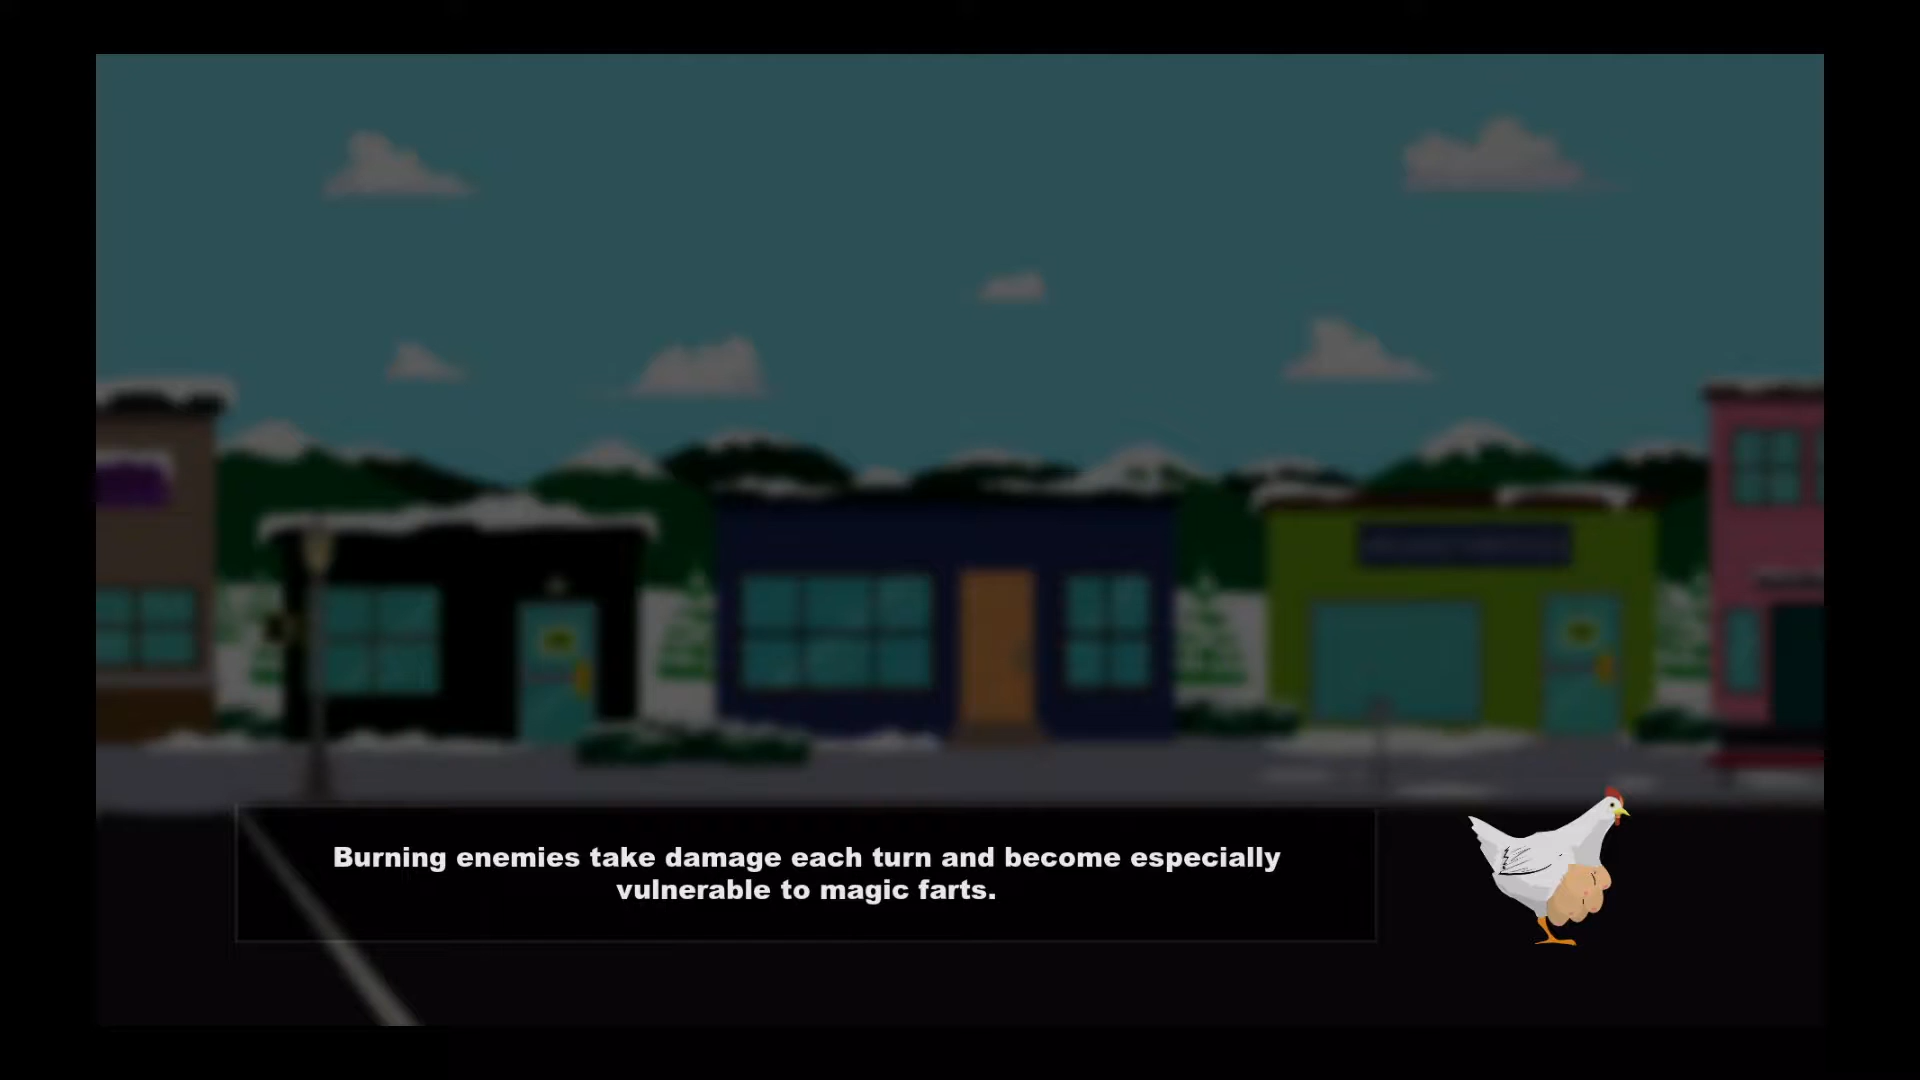 Burning enemies take damage each turn and become especially
vulnerable to magic farts.